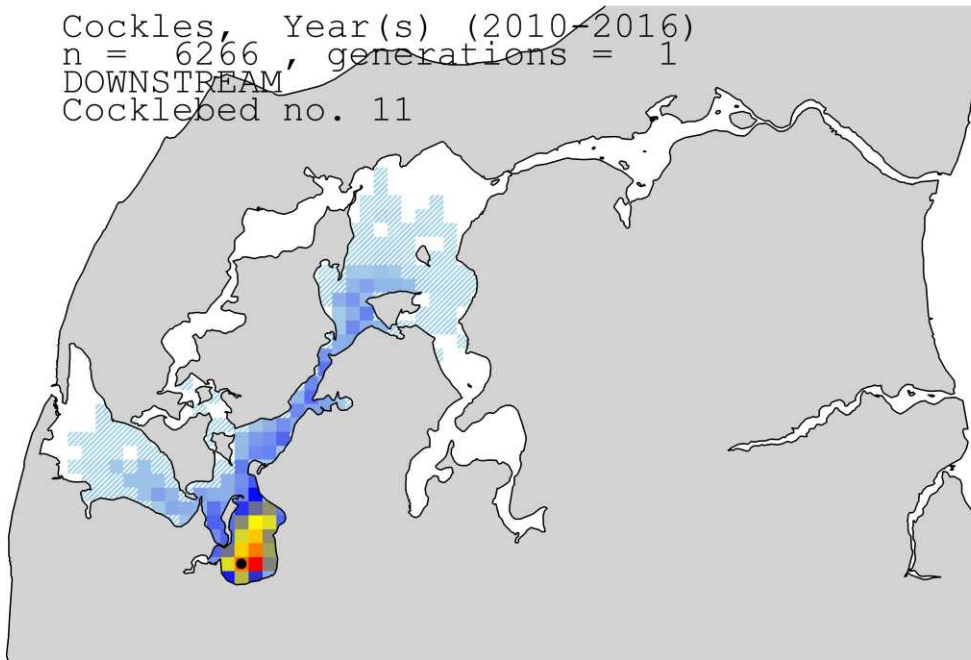 Cockles, Year(s) (2010-2016)
n = 6266 , generations = 1
DOWNSTREAM
Cocklebed no. 11